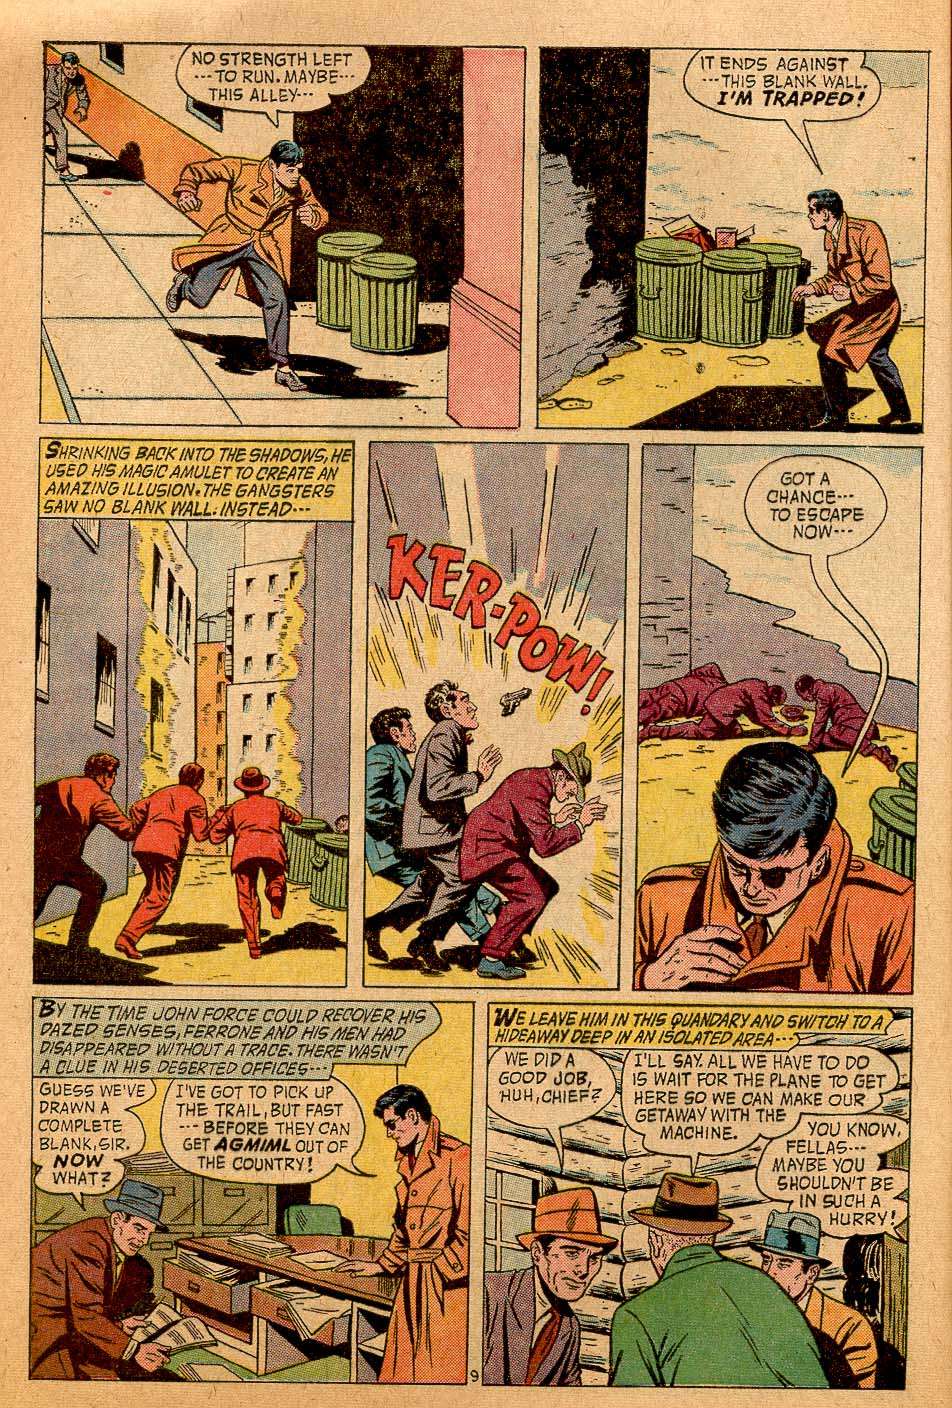 NO STRENGTH LEFT
---TO RUN. MAYBE---
THIS ALLEY---
IT ENDS AGAINST
---THIS BLANK WALL.
I'M TRAPPED!
SHRINKING BACK INTO THE SHADOWS, HE
USED HIS MAGIC AMULET TO CREATE AN
AMAZING ILLUSION. THE GANGSTERS
SAW NO BLANK WALL. INSTEAD---
KER-POW!
GOT A
CHANCE---
TO ESCAPE
NOW---
BY THE TIME JOHN FORCE COULD RECOVER HIS
DAZED SENSES, FERRONE AND HIS MEN HAD
DISAPPEARED WITHOUT A TRACE. THERE WASN'T
A CLUE IN HIS DESERTED OFFICES---
GUESS WE'VE
DRAWN A
COMPLETE
BLANK, SIR.
NOW
WHAT?
I'VE GOT TO PICK UP
THE TRAIL, BUT FAST
---BEFORE THEY CAN
GET AGMIML OUT OF
THE COUNTRY!
WE LEAVE HIM IN THIS QUANDARY AND SWITCH TO A
HIDEAWAY DEEP IN AN ISOLATED AREA---
WE DID A
GOOD JOB,
HUH, CHIEF?
I'LL SAY. ALL WE HAVE TO DO
IS WAIT FOR THE PLANE TO GET
HERE SO WE CAN MAKE OUR
GETAWAY WITH THE
MACHINE.
YOU KNOW,
FELLAS---
MAYBE YOU
SHOULDN'T BE
IN SUCH A
HURRY!
9